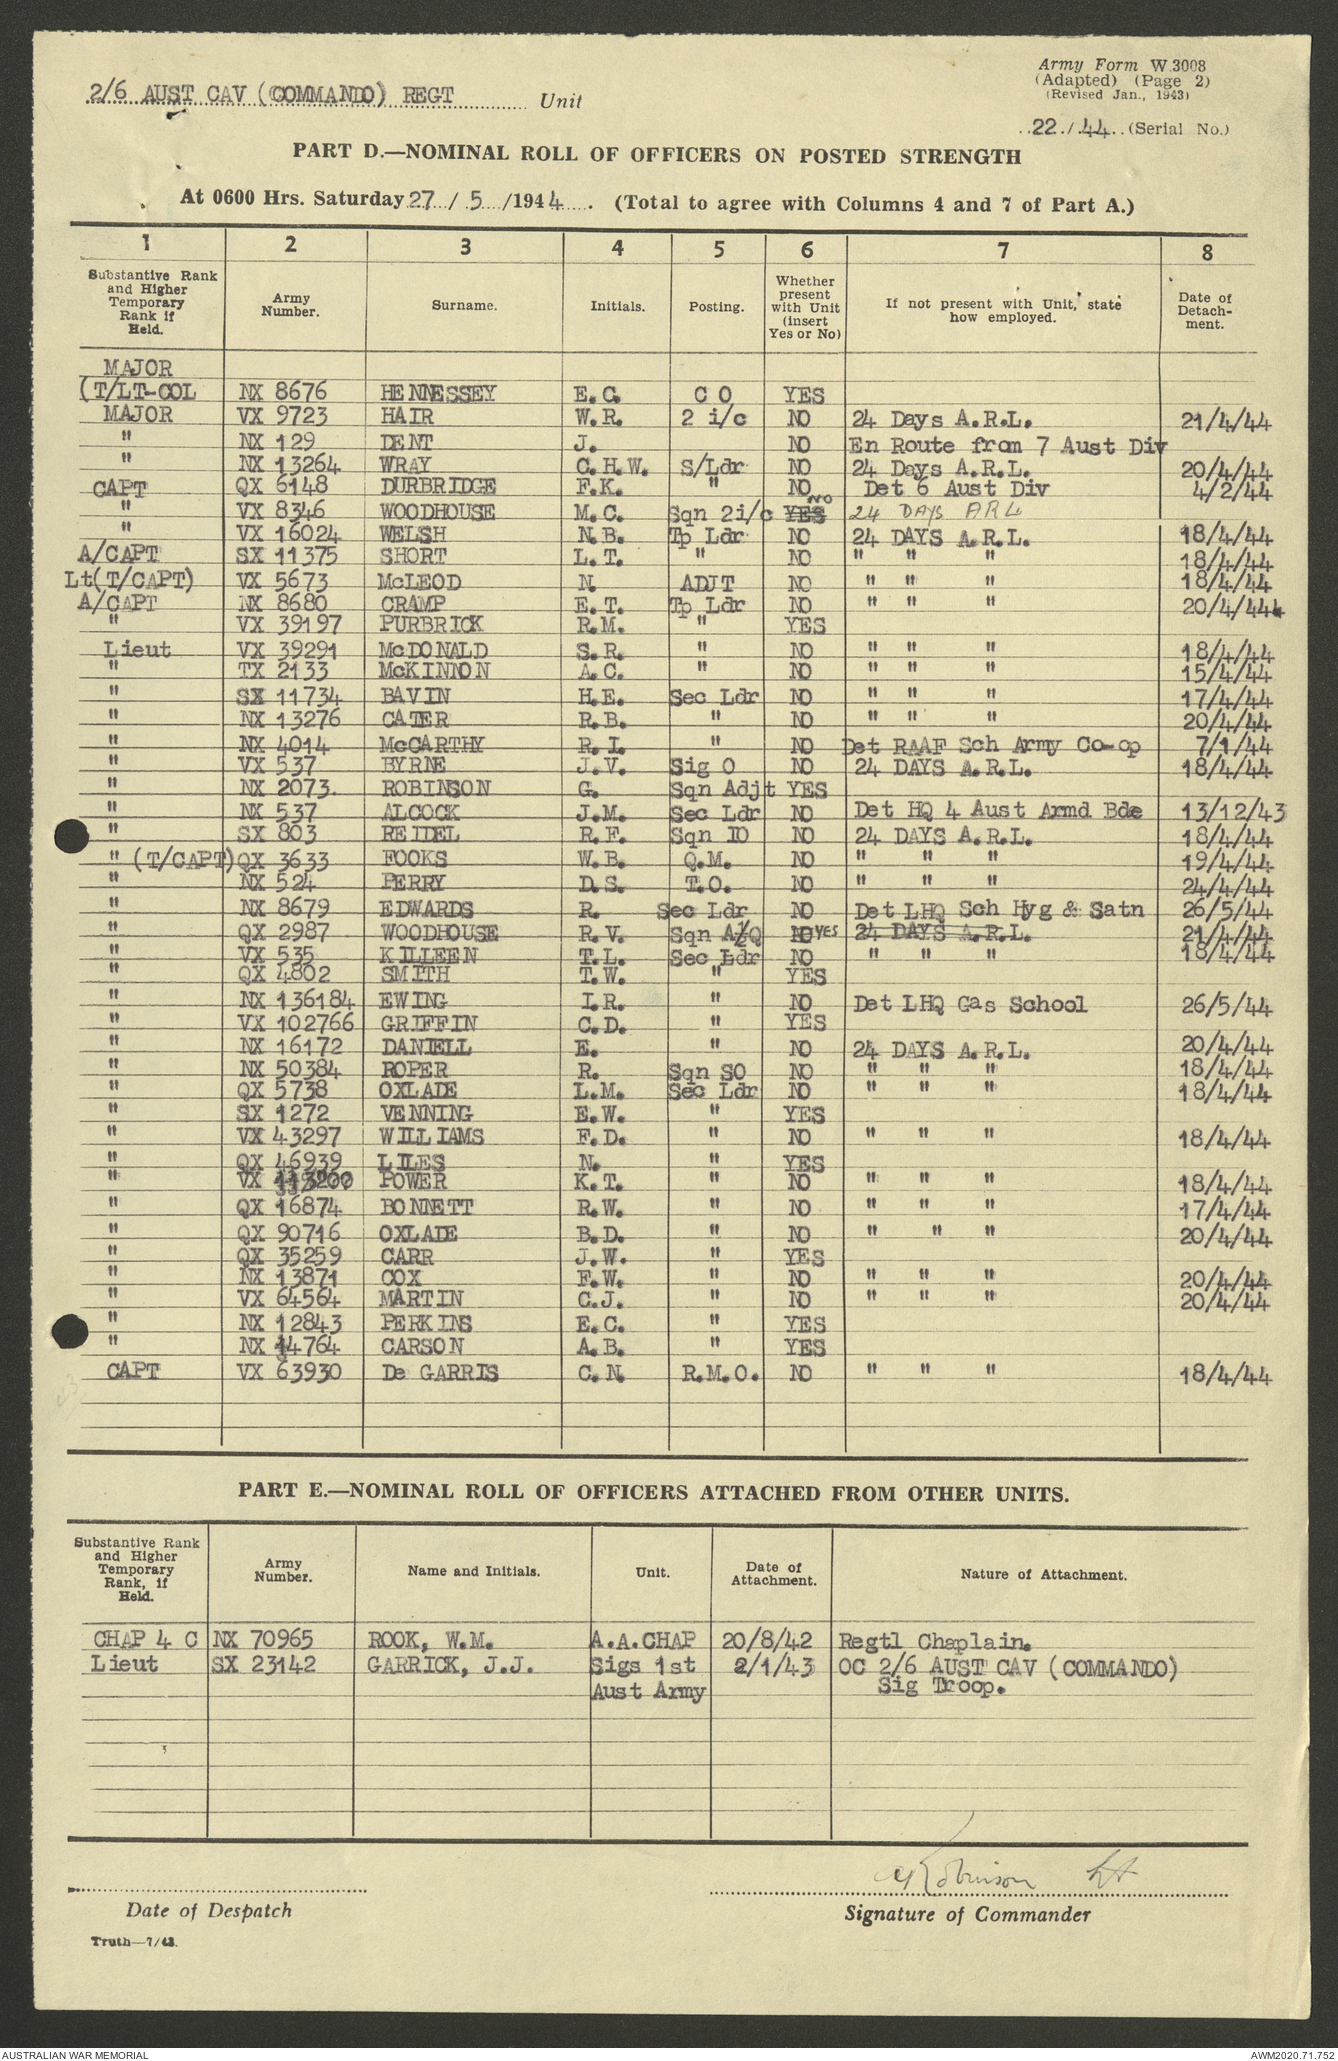 Army Form W.3008
(Adapted) (Page 2)
(Revised Jan., 1943)
2/6 AUST CAV (COMMANDO) REGT Unit
22 / 44 (Serial No.)
PART D.—NOMINAL ROLL OF OFFICERS ON POSTED STRENGTH
At 0600 Hrs. Saturday 27 / 5 /1944 . (Total to agree with Columns 4 and 7 of Part A.)
1 2 3 4 5 6 7 8
Substantive Rank and Higher Temporary Rank if Held. Army Number. Surname. Initials. Posting. Whether present with Unit (insert Yes or No) If not present with Unit, state how employed. Date of Detach-ment.
MAJOR
(T/LT-COL NX 8676 HENNESSEY E.C. C O YES
MAJOR VX 9723 HAIR W.R. 2 i/c NO 24 Days A.R.L. 21/4/44
" NX 129 DENT J. NO En Route from 7 Aust Div
" NX 13264 WRAY C.H.W. S/Ldr NO 24 Days A.R.L. 20/4/44
CAPT QX 6148 DURBRIDGE F.K. " NO Det 6 Aust Div 4/2/44
" VX 8346 WOODHOUSE M.C. Sqn 2i/c YES NO 24 DAYS ARL
" VX 16024 WELSH N.B. Tp Ldr NO 24 DAYS A.R.L. 18/4/44
A/CAPT SX 11375 SHORT L.T. " NO " " " 18/4/44
Lt(T/CAPT) VX 5673 McLEOD N. ADJT NO " " " 18/4/44
A/CAPT NX 8680 CRAMP E.T. Tp Ldr NO " " " 20/4/444
" VX 39197 PURBRICK R.M. " YES
Lieut VX 39291 McDONALD S.R. " NO " " " 18/4/44
" TX 2133 McKINNON A.C. " NO " " " 15/4/44
" SX 11734 BAVIN H.E. Sec Ldr NO " " " 17/4/44
" NX 13276 CATER R.B. " NO " " " 20/4/44
" NX 4014 McCARTHY R.I. " NO Det RAAF Sch Army Co-op 7/1/44
" VX 537 BYRNE J.V. Sig O NO 24 DAYS A.R.L. 18/4/44
" NX 2073. ROBINSON G. Sqn Adjt YES
" NX 537 ALCOCK J.M. Sec Ldr NO Det HQ 4 Aust Armd Bde 13/12/43
" SX 803 REIDEL R.F. Sqn IO NO 24 DAYS A.R.L. 18/4/44
" (T/CAPT) QX 3633 FOOKS W.B. Q.M. NO " " " 19/4/44
" NX 524 PERRY D.S. T.O. NO " " " 24/4/44
" NX 8679 EDWARDS R. Sec Ldr NO Det LHQ Sch Hyg & Satn 26/5/44
" QX 2987 WOODHOUSE R.V. Sqn A/Q NO YES 24 DAYS A.R.L. 21/4/44
" VX 535 KILLEEN T.L. Sec Ldr NO " " " 18/4/44
" QX 4802 SMITH T.W. " YES
" NX 136184 EWING I.R. " NO Det LHQ Gas School 26/5/44
" VX 102766 GRIFFIN C.D. " YES
" NX 16172 DANIELL E. " NO 24 DAYS A.R.L. 20/4/44
" NX 50384 ROPER R. Sqn SO NO " " " 18/4/44
" QX 5738 OXLADE L.M. Sec Ldr NO " " " 18/4/44
" SX 1272 VENNING E.W. " YES
" VX 43297 WILLIAMS F.D. " NO " " " 18/4/44
" QX 46939 LILES N. " YES
" VX POWER K.T. " NO " " " 18/4/44
" QX 16874 BONNETT R.W. " NO " " " 17/4/44
" QX 90716 OXLADE B.D. " NO " " " 20/4/44
" QX 35259 CARR J.W. " YES
" NX 13871 COX F.W. " NO " " " 20/4/44
" VX 64564 MARTIN C.J. " NO " " " 20/4/44
" NX 12843 PERKINS E.C. " YES
" NX 14764 CARSON A.B. " YES
CAPT VX 63930 De GARRIS C.N. R.M.O. NO " " " 18/4/44
PART E.—NOMINAL ROLL OF OFFICERS ATTACHED FROM OTHER UNITS.
Substantive Rank and Higher Temporary Rank, if Held. Army Number. Name and Initials. Unit. Date of Attachment. Nature of Attachment.
CHAP 4 C NX 70965 ROOK, W.M. A.A.CHAP 20/8/42 Regtl Chaplain.
Lieut SX 23142 GARRICK, J.J. Sigs 1st 2/1/43 OC 2/6 AUST CAV (COMMANDO)
Aust Army Sig Troop.
G Robinson Lt
Date of Despatch Signature of Commander
Truth—7/43.
AUSTRALIAN WAR MEMORIAL AWM2020.71.752